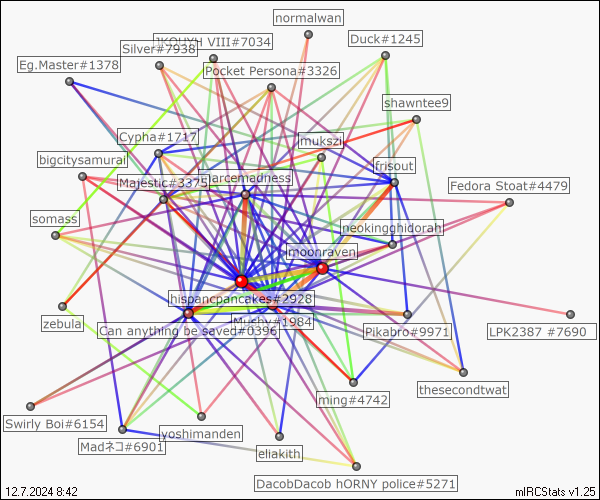 normalwan
JKOUYH VIII#7034
Duck#1245
Silver#7938
Eg.Master#1378
Pocket Persona#3326
shawntee9
Cypha#1717
mukszi
bigcitysamurai
frisout
Majestic#3375
larcemadness
Fedora Stoat#4479
somass
neokingghidorah
moonraven
hispancpancakes#2928
zebula
Mushy#1984
Can anything be saved#0396
Pikabro#9971
LPK2387 #7690
thesecondtwat
ming#4742
Swirly Boi#6154
yoshimanden
Madネコ#6901
eliakith
DacobDacob hORNY police#5271
12.7.2024 8:42
mIRCStats v1.25